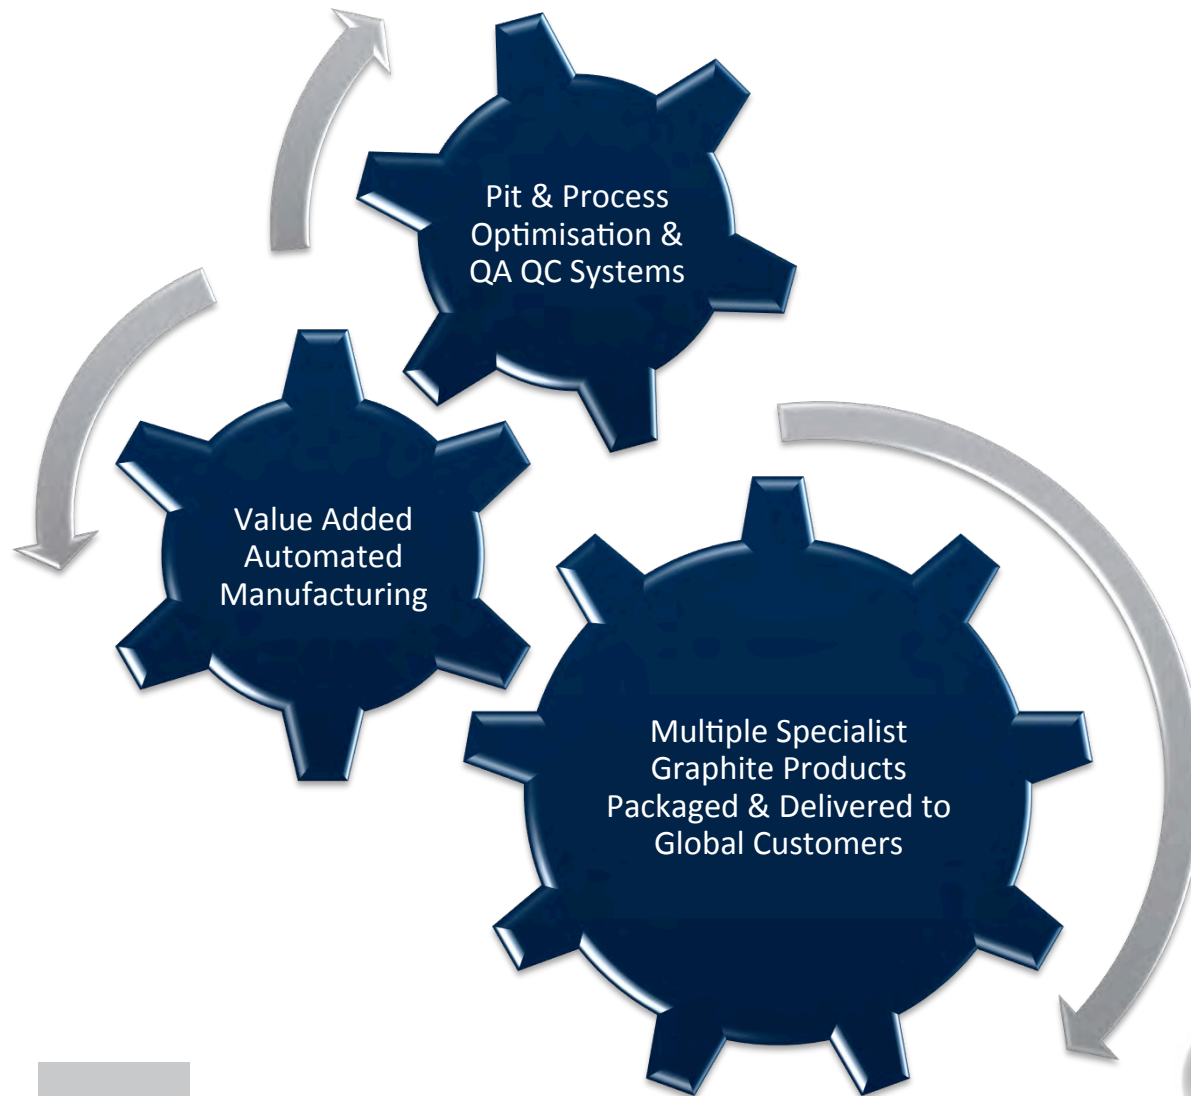 Pit & Process
Optimisation &
QA QC Systems
Value Added
Automated
Manufacturing
Multiple Specialist
Graphite Products
Packaged & Delivered to
Global Customers